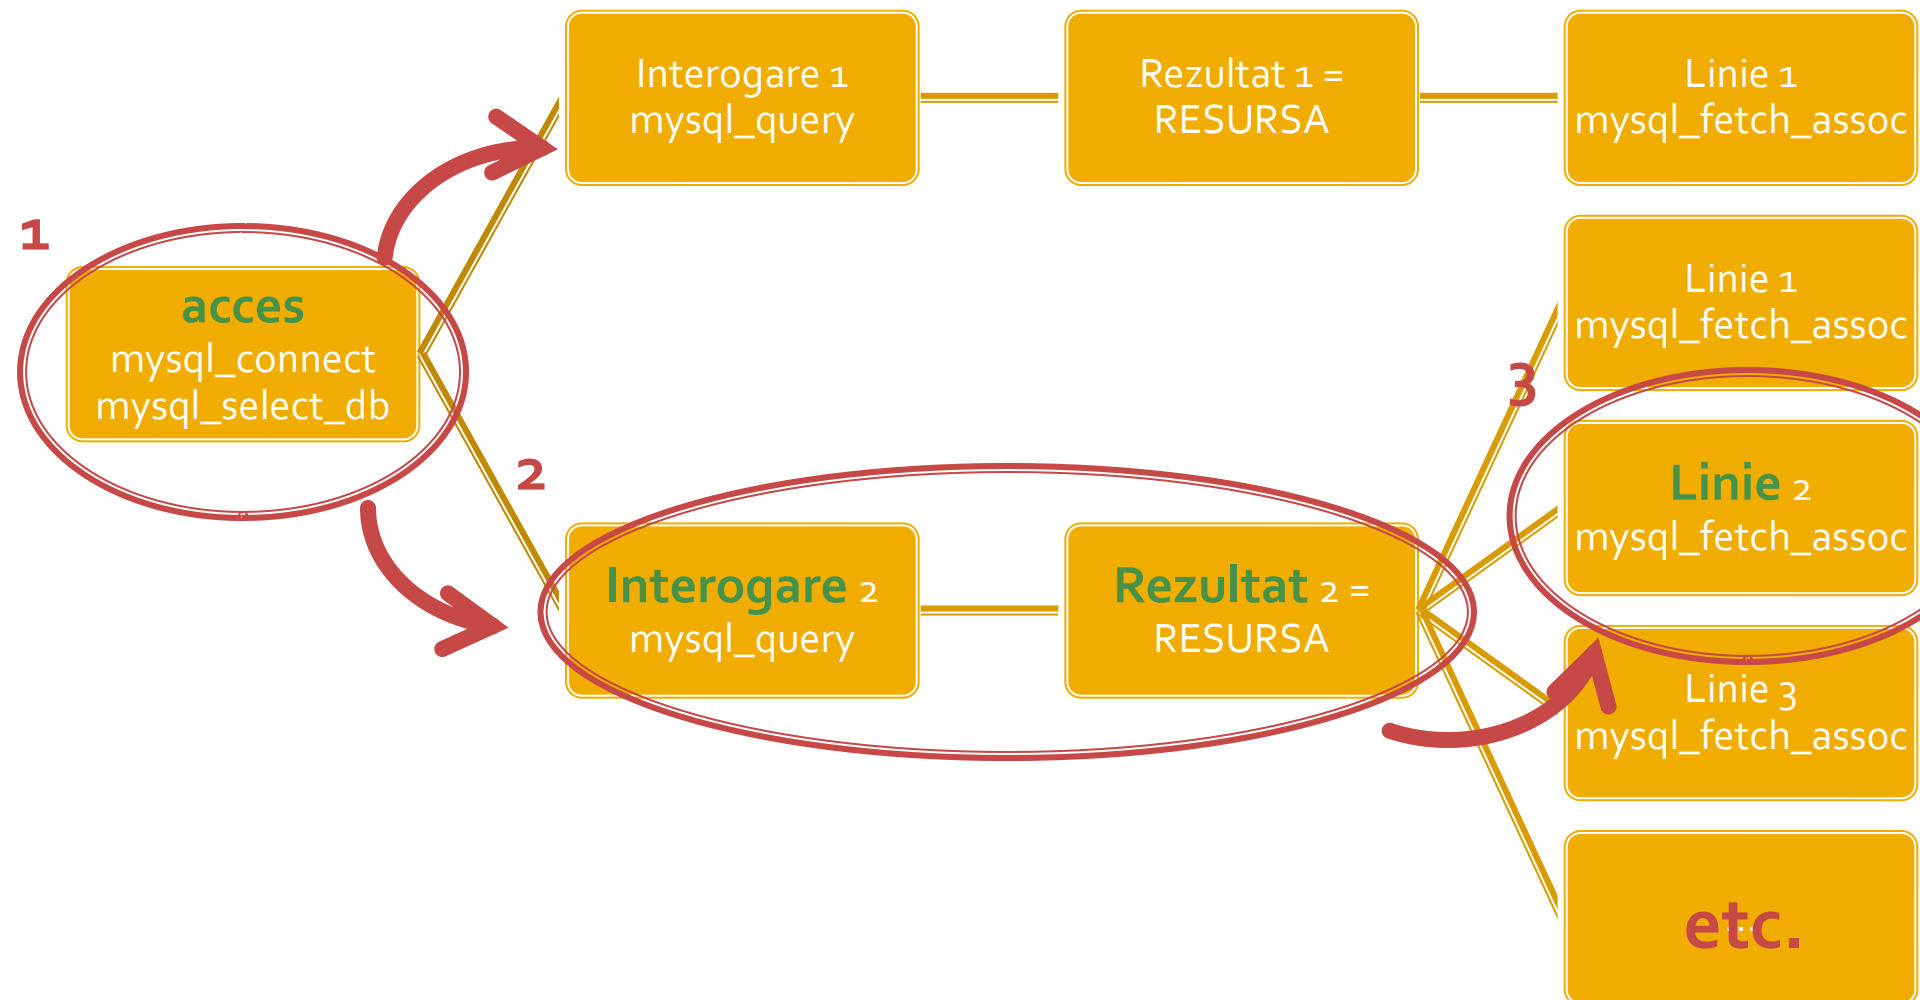 1
acces
mysql_connect
mysql_select_db
Interogare 1
mysql_query
Rezultat 1 =
RESURSA
Linie 1
mysql_fetch_assoc
2
Interogare 2
mysql_query
Rezultat 2 =
RESURSA
3
Linie 1
mysql_fetch_assoc
Linie 2
mysql_fetch_assoc
Linie 3
mysql_fetch_assoc
etc.